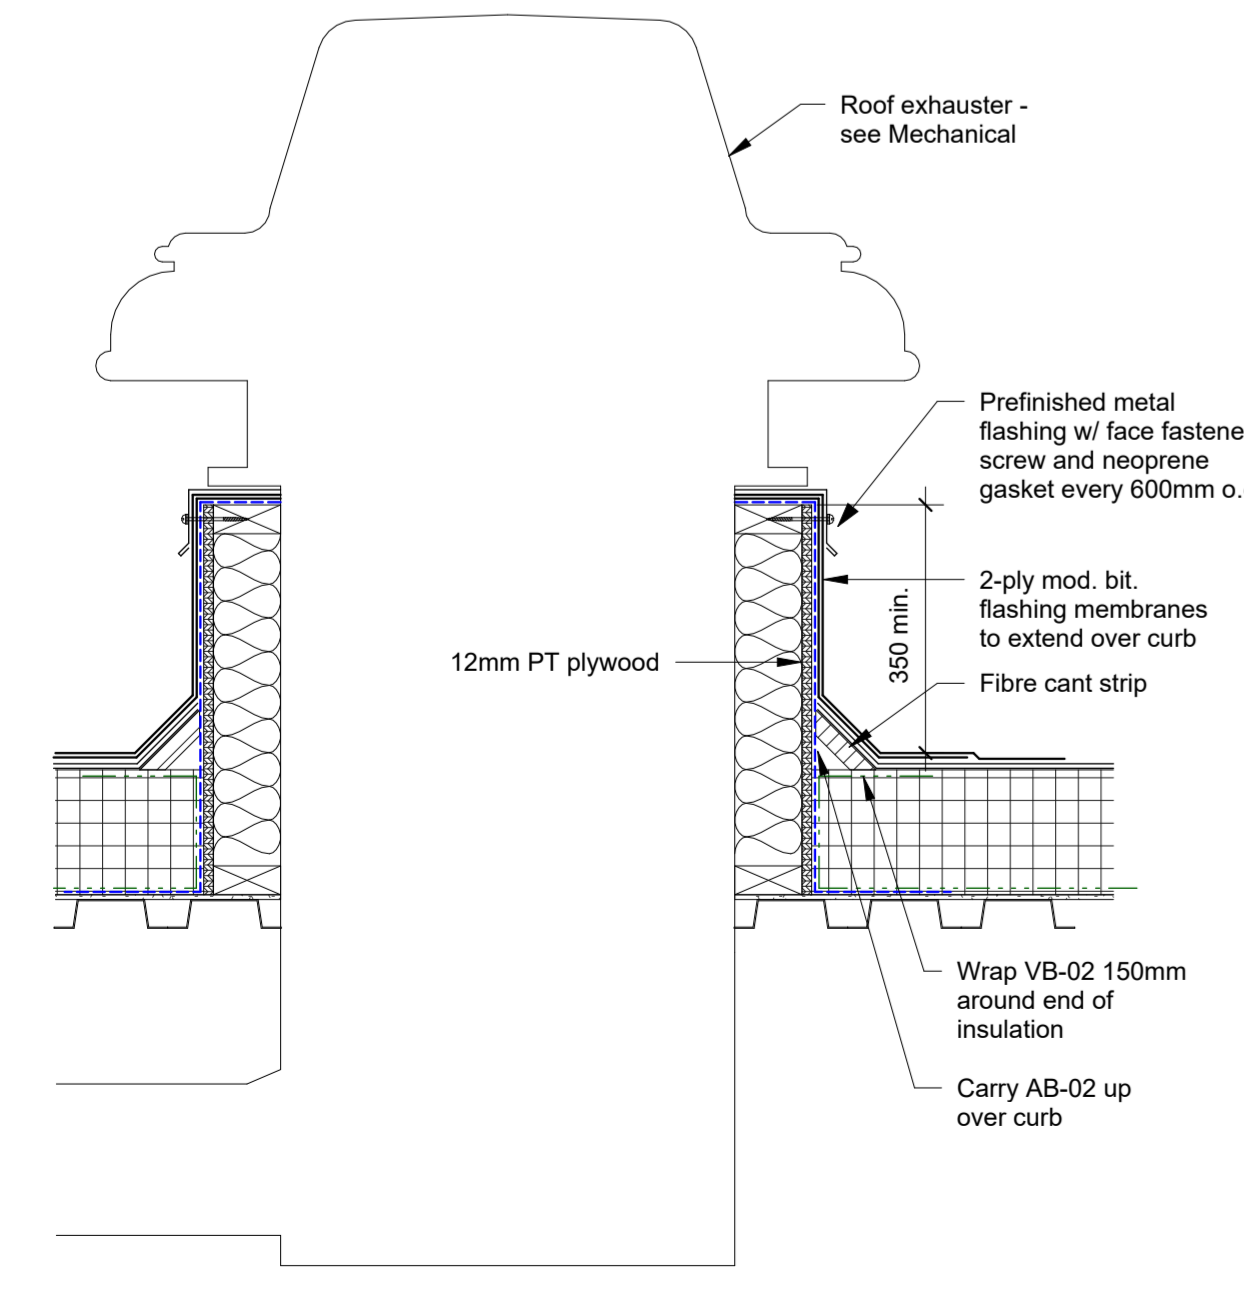 Roof exhauster -
see Mechanical
Prefinished metal
flashing w/ face fastene
screw and neoprene
gasket every 600mm o.
2-ply mod. bit.
flashing membranes
to extend over curb
350 min.
12mm PT plywood
Fibre cant strip
Wrap VB-02 150mm
around end of
insulation
Carry AB-02 up
over curb